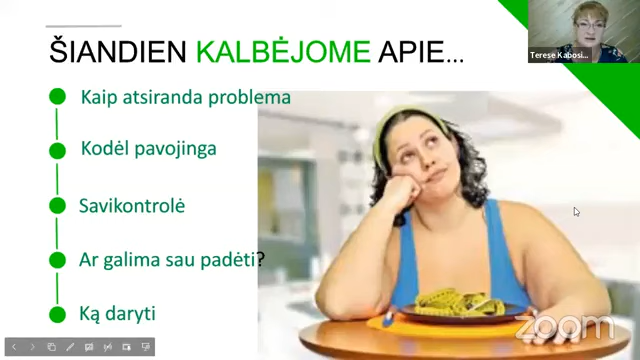 ŠIANDIEN KALBĖJOME APIE...
Kaip atsiranda problema
Kodėl pavojinga
Savikontrolė
Ar galima sau padėti?
Ką daryti
Terese Kabosi...
zoom